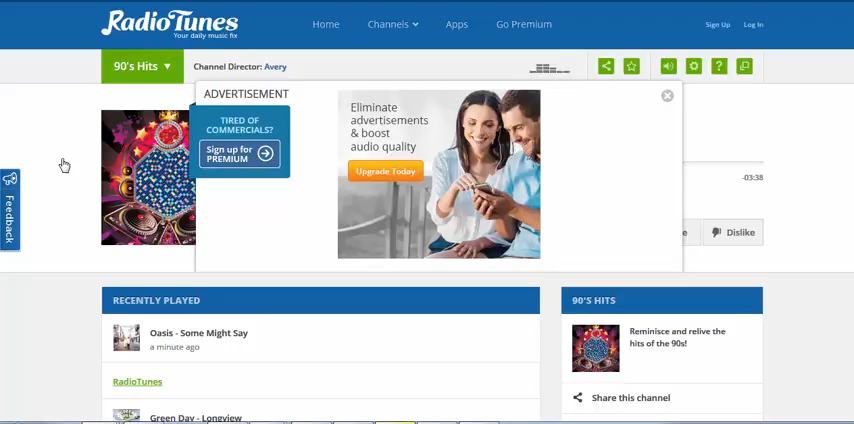 RadioTunes
Your daily music fix
Home
Channels
Apps
Go Premium
Sign Up
Log In
90's Hits
Channel Director: Avery
ADVERTISEMENT
TIRED OF
COMMERCIALS?
Sign up for
PREMIUM
Eliminate
advertisements
& boost
audio quality
Upgrade Today
-03:38
Dislike
Feedback
RECENTLY PLAYED
Oasis - Some Might Say
a minute ago
RadioTunes
Green Day - Longview
90'S HITS
Reminisce and relive the
hits of the 90s!
Share this channel